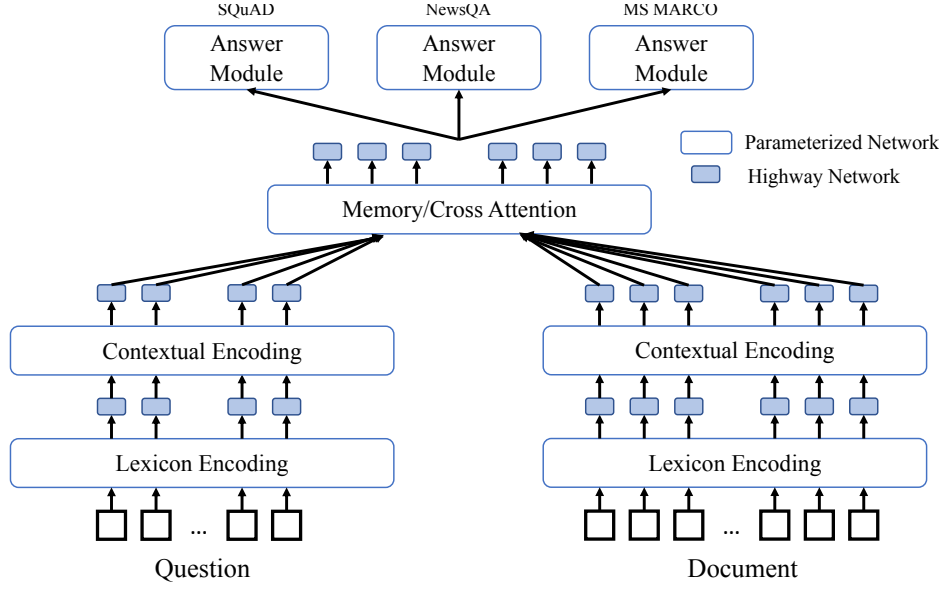 SQuAD NewsQA MS MARCO
Answer Module
Answer Module
Answer Module
Parameterized Network
Highway Network
Memory/Cross Attention
Contextual Encoding
Contextual Encoding
Lexicon Encoding
Lexicon Encoding
...
...
Question
Document